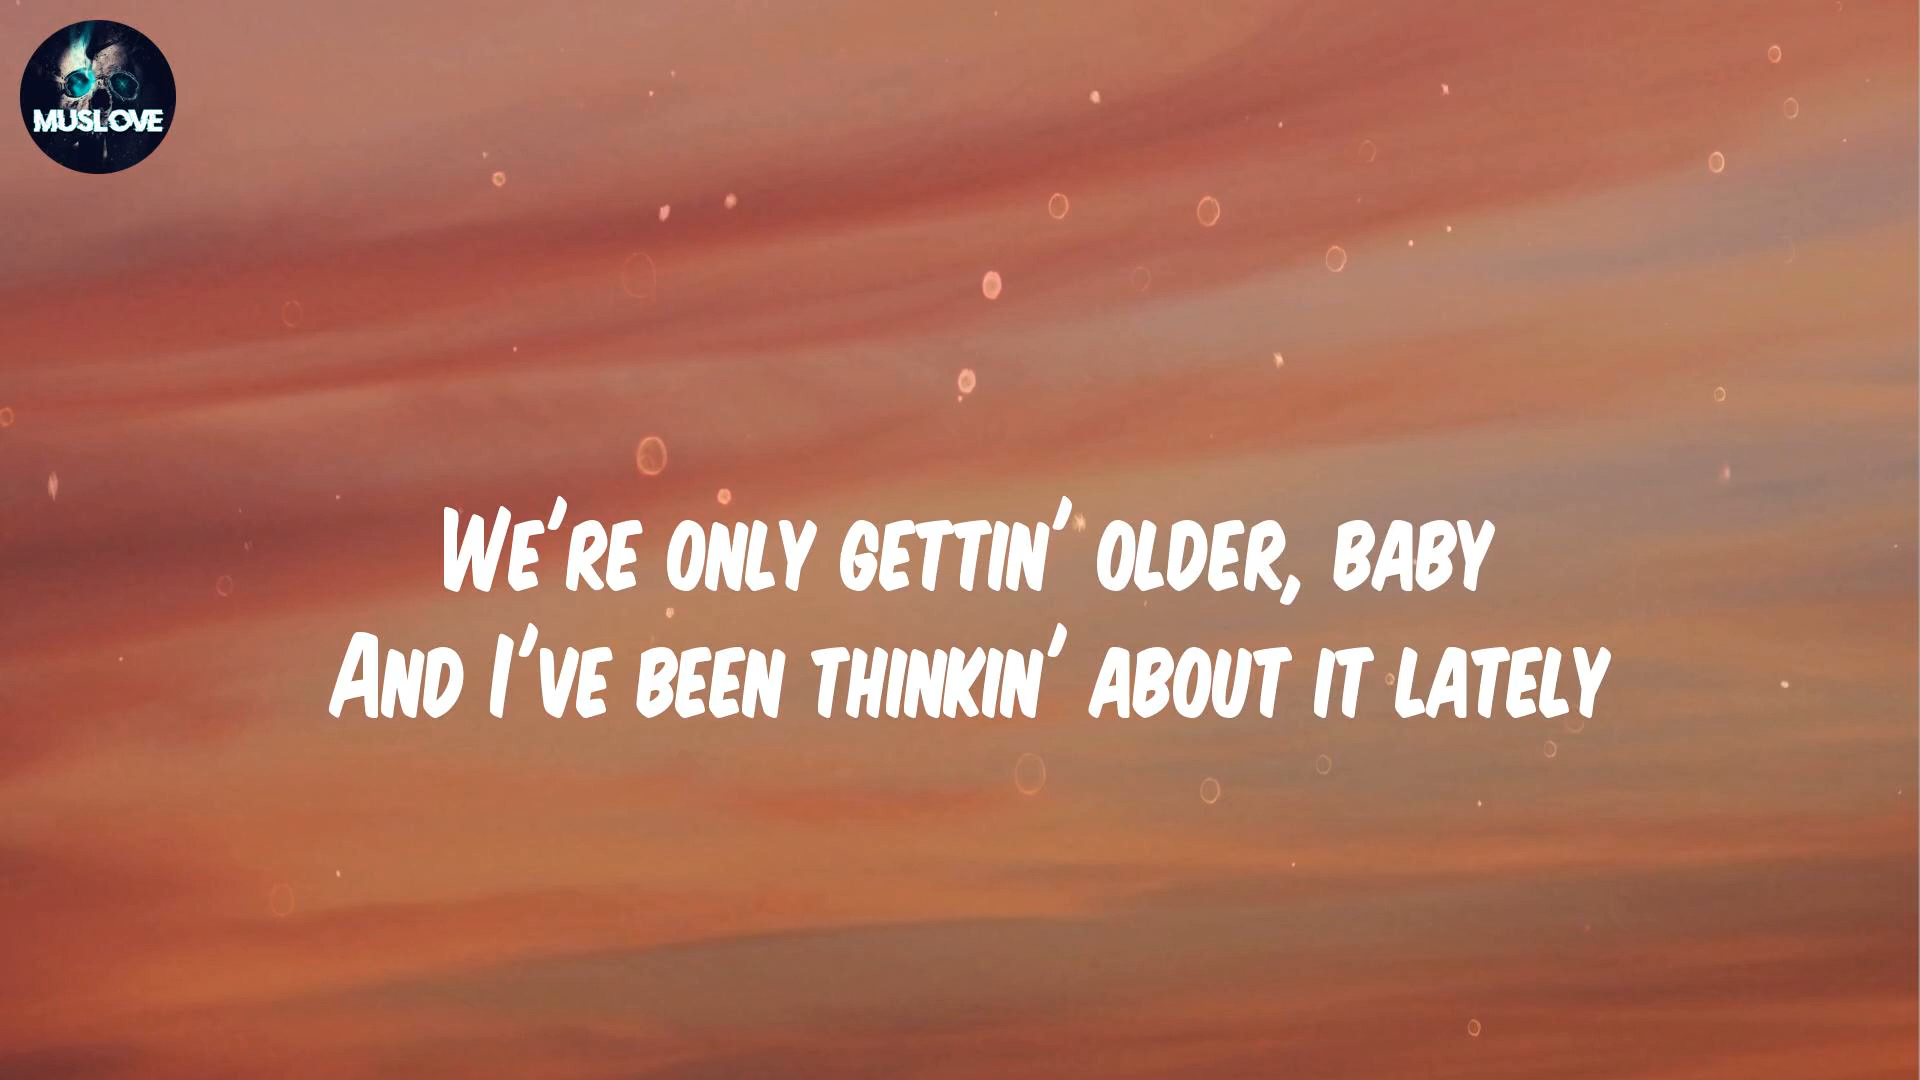 MUSLOVE
We're only gettin' older, baby
And I've been thinkin' about it lately